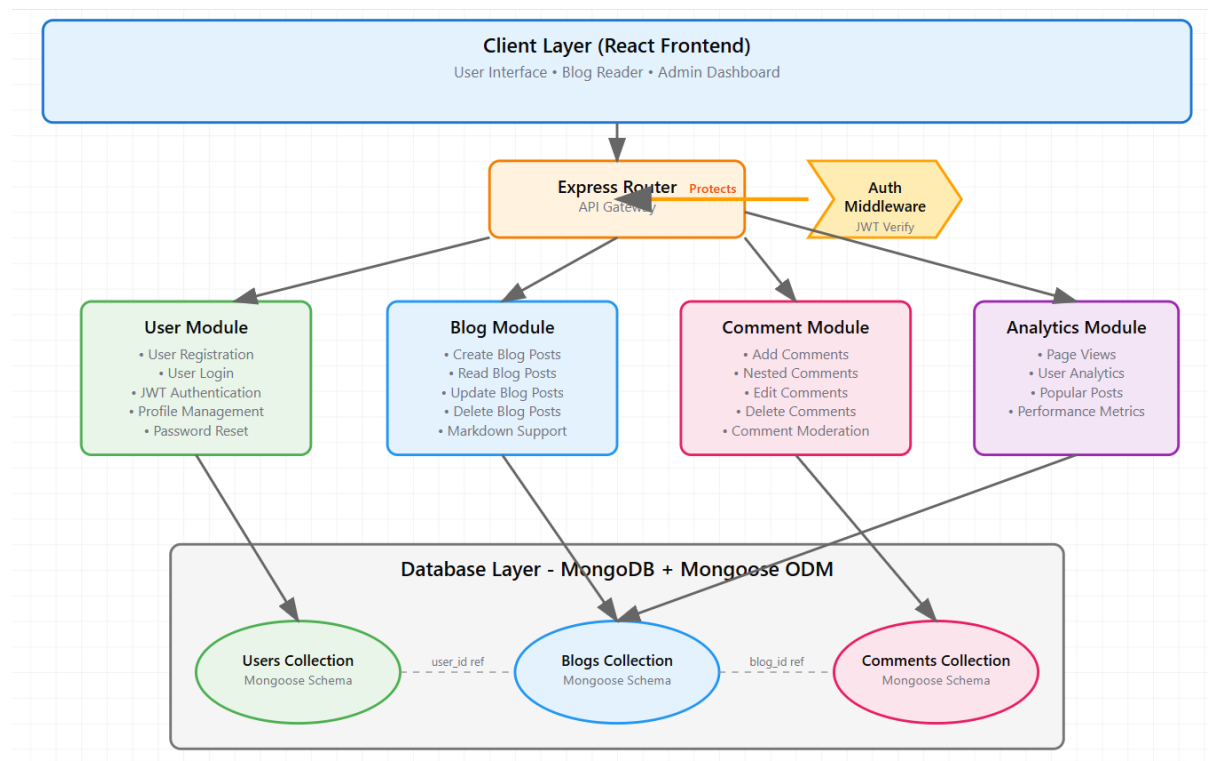 Client Layer (React Frontend)
User Interface • Blog Reader • Admin Dashboard
Express Router
API Gateway
Protects
Auth
Middleware
JWT Verify
User Module
• User Registration
• User Login
• JWT Authentication
• Profile Management
• Password Reset
Blog Module
• Create Blog Posts
• Read Blog Posts
• Update Blog Posts
• Delete Blog Posts
• Markdown Support
Comment Module
• Add Comments
• Nested Comments
• Edit Comments
• Delete Comments
• Comment Moderation
Analytics Module
• Page Views
• User Analytics
• Popular Posts
• Performance Metrics
Database Layer - MongoDB + Mongoose ODM
Users Collection
Mongoose Schema
user_id ref
Blogs Collection
Mongoose Schema
blog_id ref
Comments Collection
Mongoose Schema